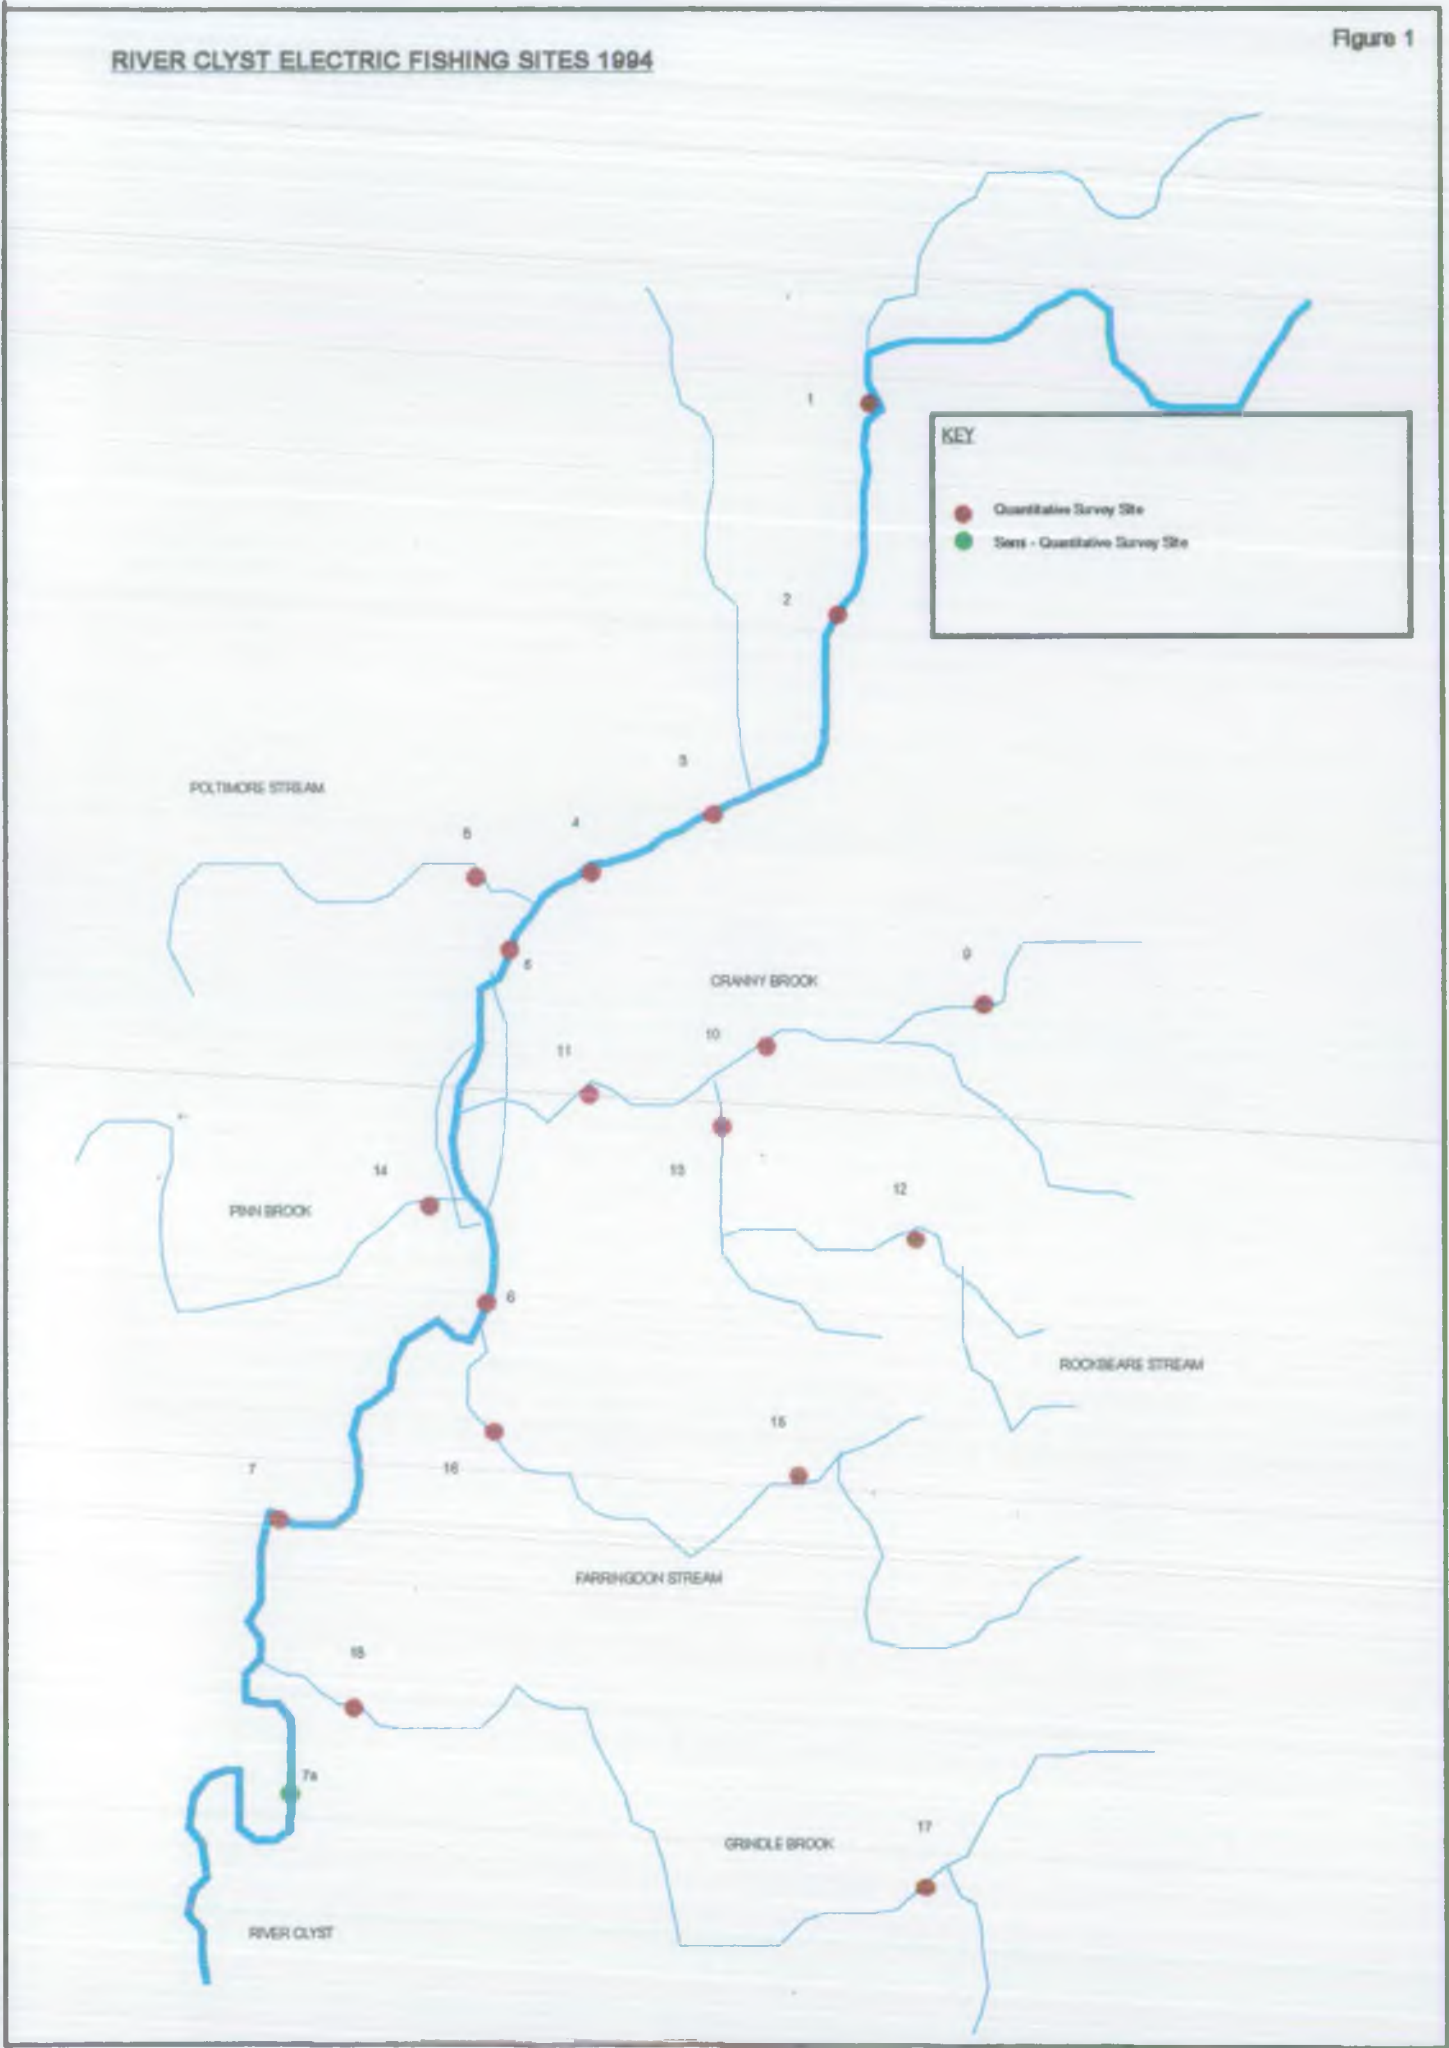 Figure 1
RIVER CLYST ELECTRIC FISHING SITES 1994
1
KEY
Quantitative Survey Site
Semi - Quantitative Survey Site
2
3
POLTIMORE STREAM
4
8
5
9
CRANNY BROOK
10
11
14
13
12
PINN BROOK
6
ROCKBEARE STREAM
15
7
16
FARRINGDON STREAM
18
7a
17
GRINDLE BROOK
RIVER CLYST